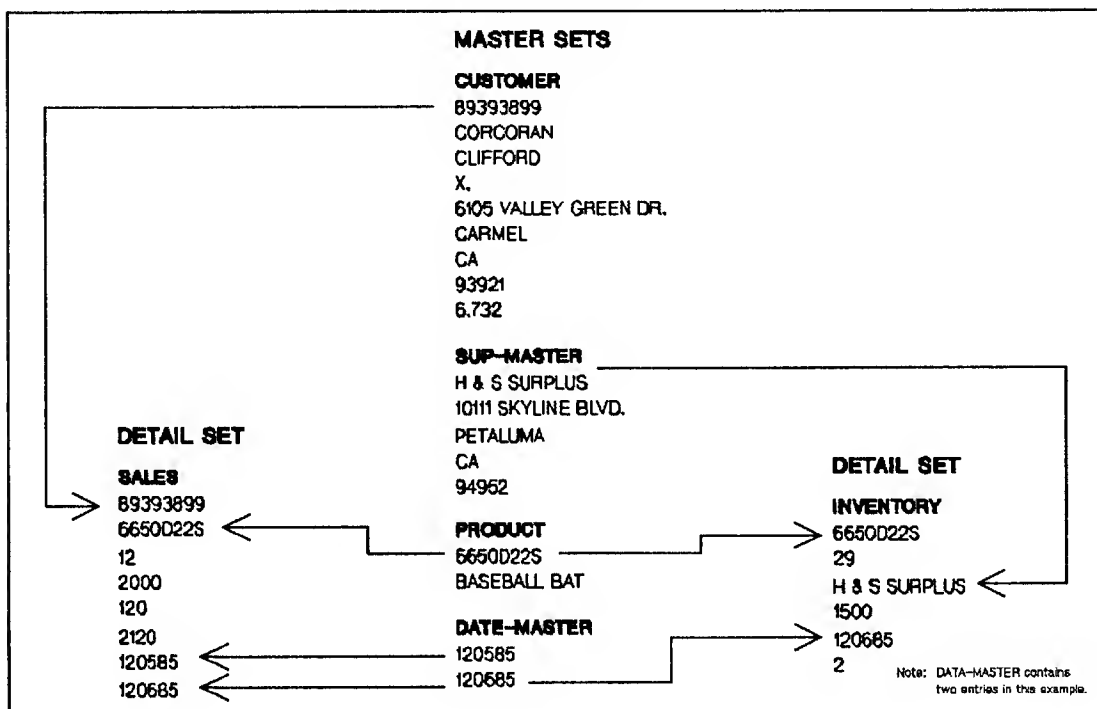 MASTER SETS
CUSTOMER
89393899
CORCORAN
CLIFFORD
X.
6105 VALLEY GREEN DR.
CARMEL
CA
93921
6.732
SUP-MASTER
H & S SURPLUS
10111 SKYLINE BLVD.
PETALUMA
CA
94952
PRODUCT
6650D22S
BASEBALL BAT
DATE-MASTER
120585
120685
DETAIL SET
SALES
89393899
6650D22S
12
2000
120
2120
120585
120685
DETAIL SET
INVENTORY
6650D22S
29
H & S SURPLUS
1500
120685
2
Note: DATA-MASTER contains
two entries in this example.